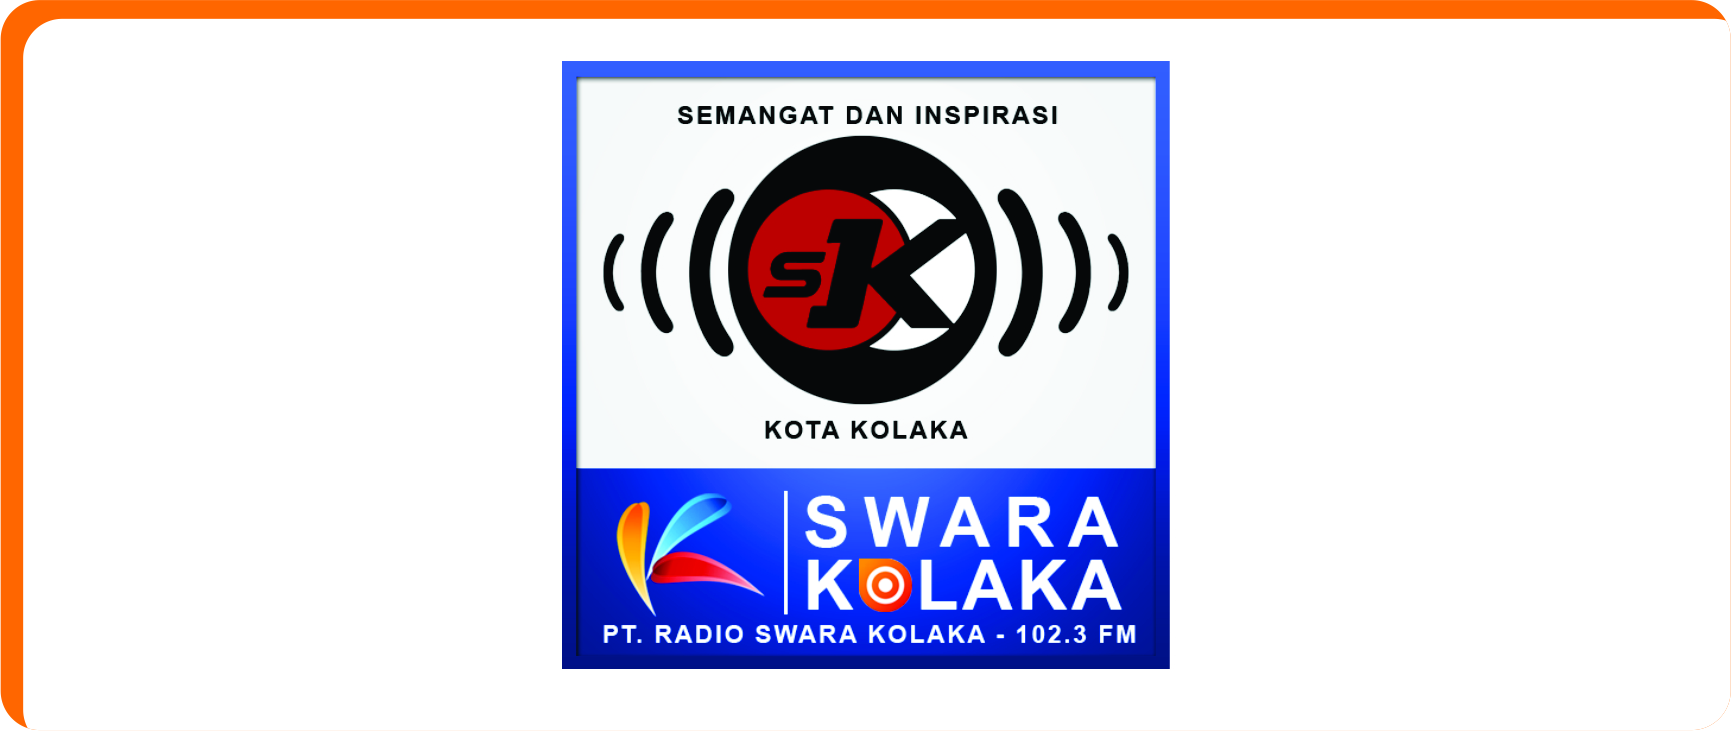 SEMANGAT DAN INSPIRASI
SK
KOTA KOLAKA
SWARA
KOLAKA
PT. RADIO SWARA KOLAKA - 102.3 FM